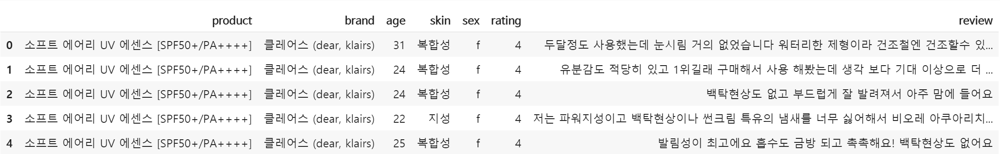 product brand age skin sex rating review
0 소프트 에어리 UV 에센스 [SPF50+/PA++++] 클레어스 (dear, klairs) 31 복합성 f 4 두달정도 사용했는데 눈시림 거의 없었습니다 워터리한 제형이라 건조철엔 건조할수 있...
1 소프트 에어리 UV 에센스 [SPF50+/PA++++] 클레어스 (dear, klairs) 24 복합성 f 4 유분감도 적당히 있고 1위길래 구매해서 사용 해봤는데 생각 보다 기대 이상으로 더 ...
2 소프트 에어리 UV 에센스 [SPF50+/PA++++] 클레어스 (dear, klairs) 24 복합성 f 4 백탁현상도 없고 부드럽게 잘 발려져서 아주 맘에 들어요
3 소프트 에어리 UV 에센스 [SPF50+/PA++++] 클레어스 (dear, klairs) 22 지성 f 4 저는 파워지성이고 백탁현상이나 썬크림 특유의 냄새를 너무 싫어해서 비오레 아쿠아리치...
4 소프트 에어리 UV 에센스 [SPF50+/PA++++] 클레어스 (dear, klairs) 25 복합성 f 4 발림성이 최고에요 흡수도 금방 되고 촉촉해요! 백탁현상도 없어요